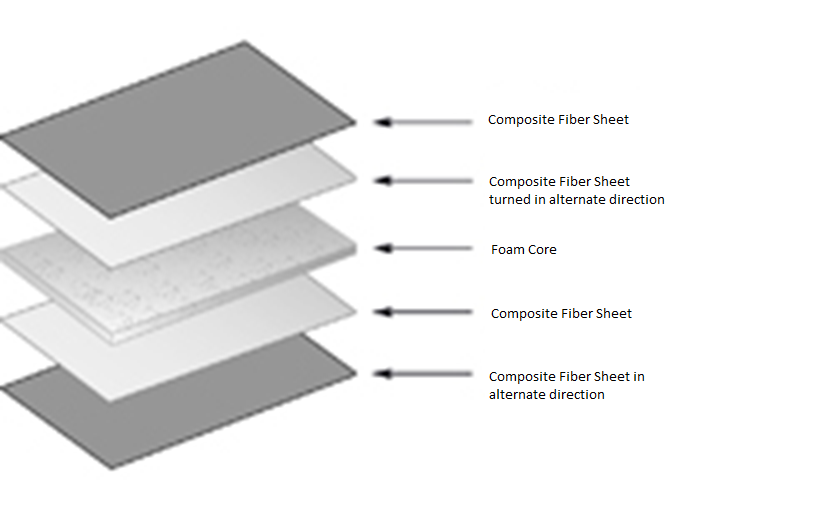 Composite Fiber Sheet
Composite Fiber Sheet
turned in alternate direction
Foam Core
Composite Fiber Sheet
Composite Fiber Sheet in
alternate direction